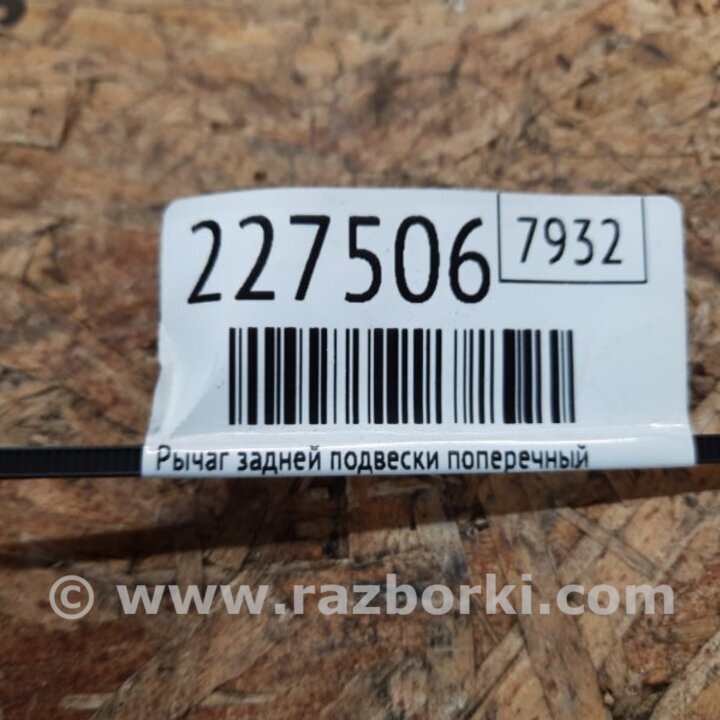 227506
7932
Рычаг задней подвески поперечный
© www.razborki.com